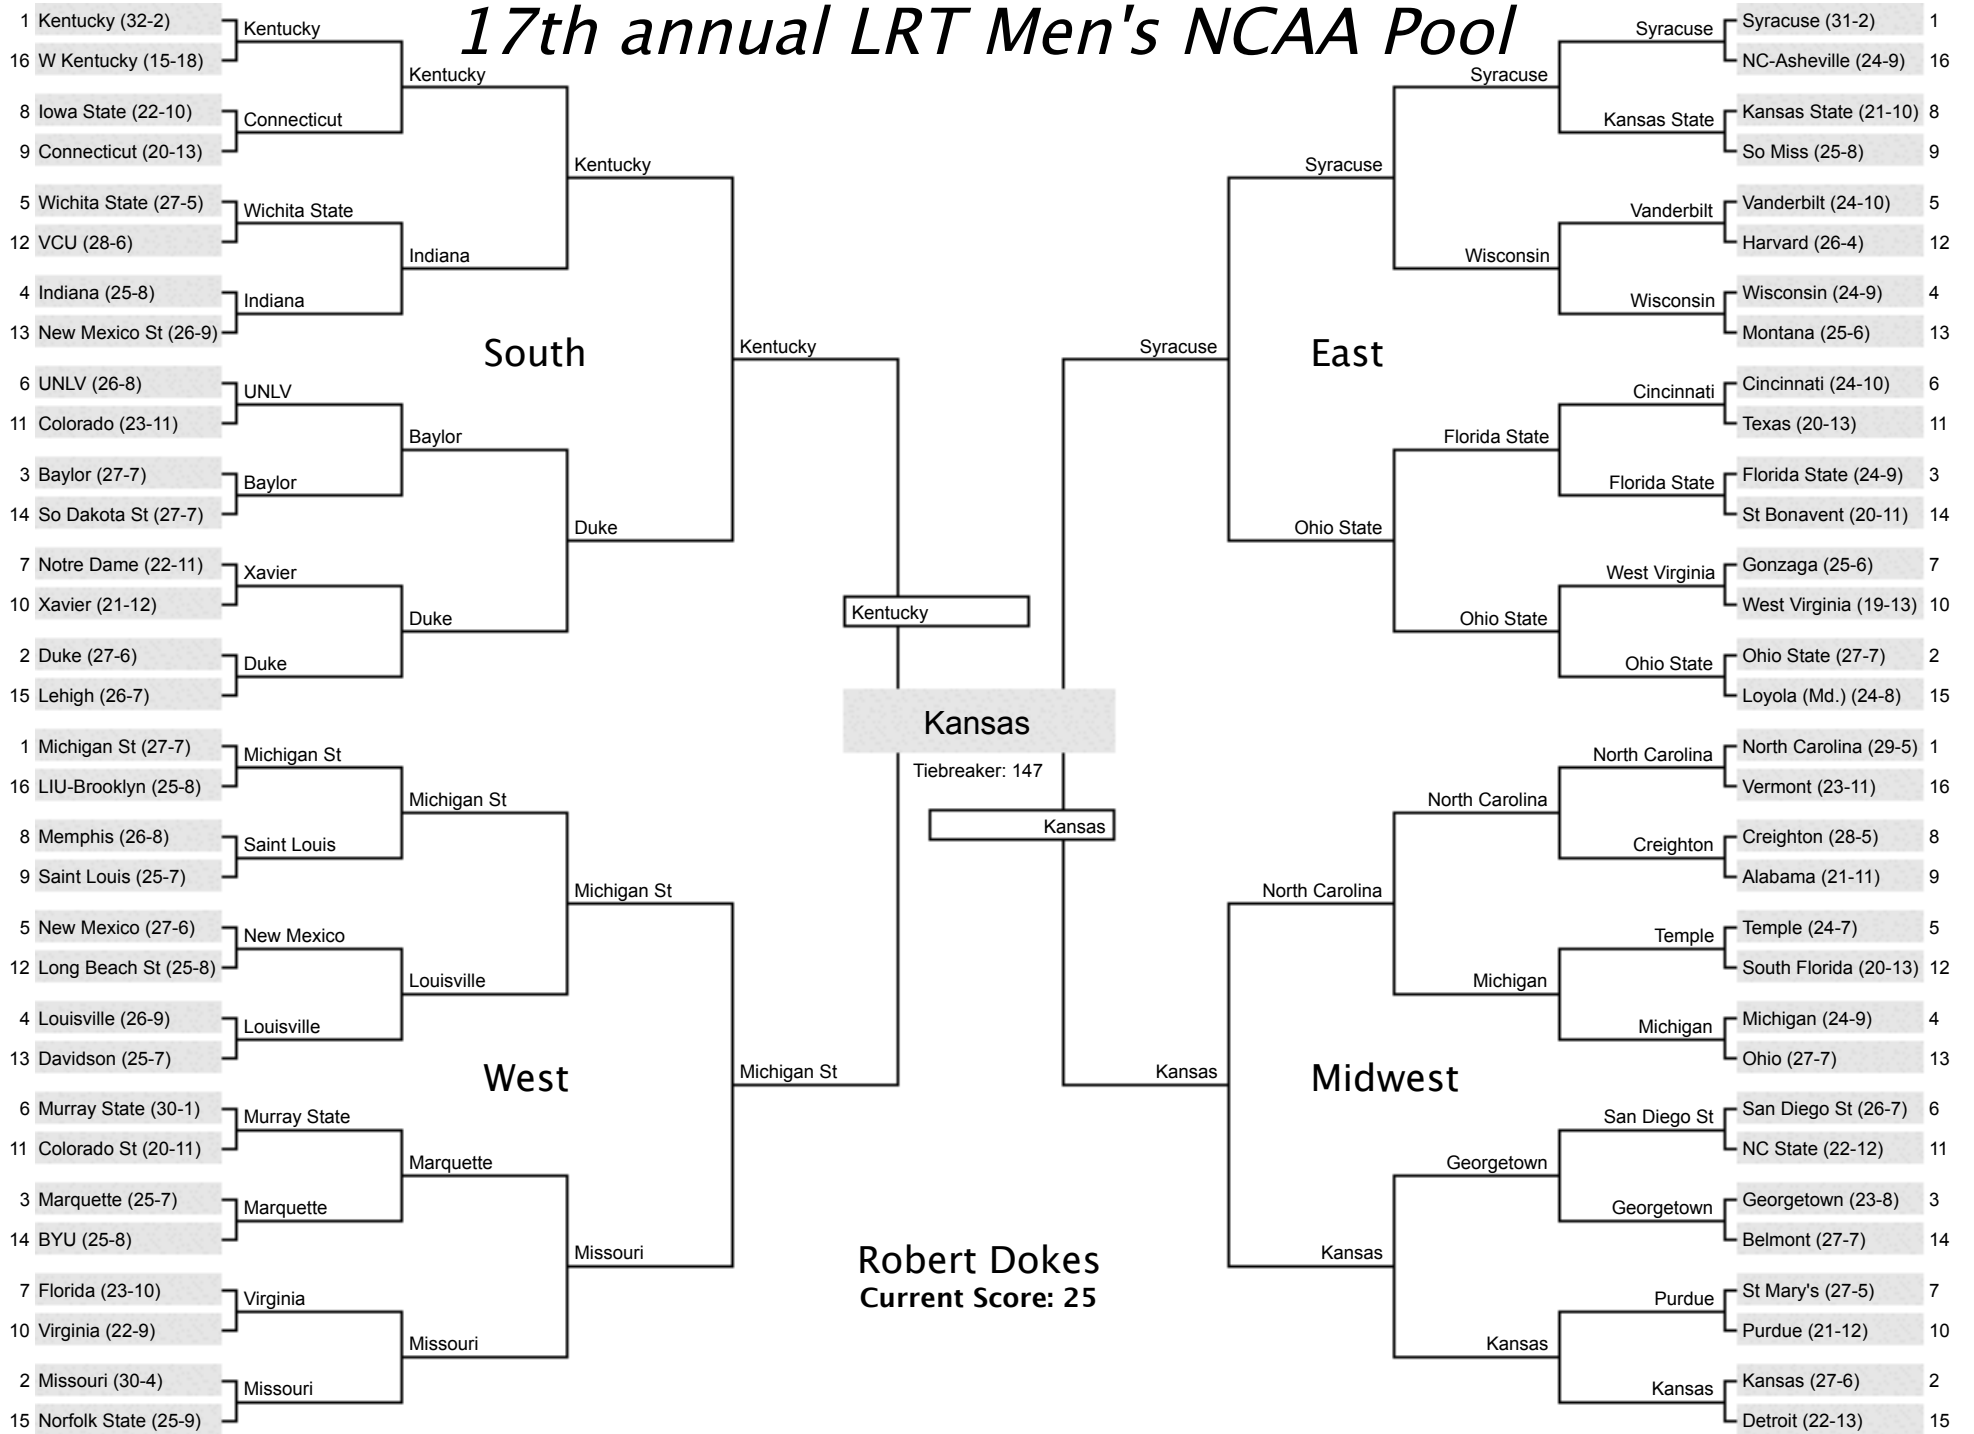 17th annual LRT Men's NCAA Pool
1 Kentucky (32-2)
16 W Kentucky (15-18)
8 Iowa State (22-10)
9 Connecticut (20-13)
5 Wichita State (27-5)
12 VCU (28-6)
4 Indiana (25-8)
13 New Mexico St (26-9)
6 UNLV (26-8)
11 Colorado (23-11)
3 Baylor (27-7)
14 So Dakota St (27-7)
7 Notre Dame (22-11)
10 Xavier (21-12)
2 Duke (27-6)
15 Lehigh (26-7)
Kentucky
Connecticut
Wichita State
Indiana
UNLV
Baylor
Xavier
Duke
Kentucky
Indiana
Baylor
Duke
Kentucky
Duke
South
Kentucky
1 Michigan St (27-7)
16 LIU-Brooklyn (25-8)
8 Memphis (26-8)
9 Saint Louis (25-7)
5 New Mexico (27-6)
12 Long Beach St (25-8)
4 Louisville (26-9)
13 Davidson (25-7)
6 Murray State (30-1)
11 Colorado St (20-11)
3 Marquette (25-7)
14 BYU (25-8)
7 Florida (23-10)
10 Virginia (22-9)
2 Missouri (30-4)
15 Norfolk State (25-9)
Michigan St
Saint Louis
New Mexico
Louisville
Murray State
Marquette
Virginia
Missouri
Michigan St
Louisville
Marquette
Missouri
Michigan St
Missouri
West
Michigan St
Kentucky
Kansas
Tiebreaker: 147
Kansas
Robert Dokes
Current Score: 25
Syracuse (31-2) 1
NC-Asheville (24-9) 16
Kansas State (21-10) 8
So Miss (25-8) 9
Vanderbilt (24-10) 5
Harvard (26-4) 12
Wisconsin (24-9) 4
Montana (25-6) 13
Cincinnati (24-10) 6
Texas (20-13) 11
Florida State (24-9) 3
St Bonavent (20-11) 14
Gonzaga (25-6) 7
West Virginia (19-13) 10
Ohio State (27-7) 2
Loyola (Md.) (24-8) 15
Syracuse
Kansas State
Vanderbilt
Wisconsin
Cincinnati
Florida State
West Virginia
Ohio State
Syracuse
Wisconsin
Florida State
Ohio State
Syracuse
Ohio State
East
Syracuse
North Carolina (29-5) 1
Vermont (23-11) 16
Creighton (28-5) 8
Alabama (21-11) 9
Temple (24-7) 5
South Florida (20-13) 12
Michigan (24-9) 4
Ohio (27-7) 13
San Diego St (26-7) 6
NC State (22-12) 11
Georgetown (23-8) 3
Belmont (27-7) 14
St Mary's (27-5) 7
Purdue (21-12) 10
Kansas (27-6) 2
Detroit (22-13) 15
North Carolina
Creighton
Temple
Michigan
San Diego St
Georgetown
Purdue
Kansas
North Carolina
Michigan
Georgetown
Kansas
North Carolina
Kansas
Midwest
Kansas